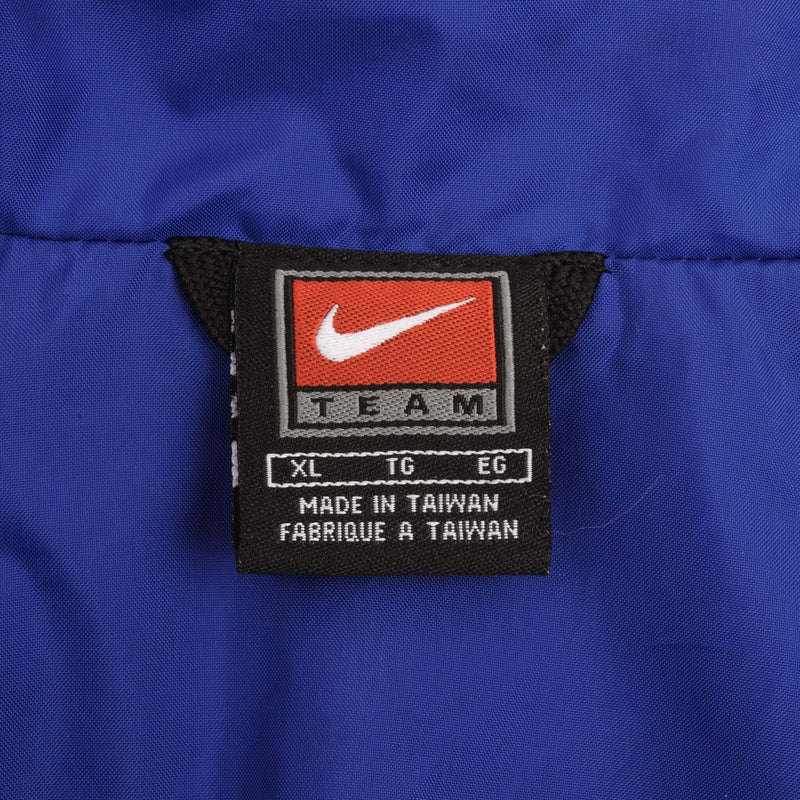 TEAM
XL TG EG
MADE IN TAIWAN
FABRIQUE A TAIWAN